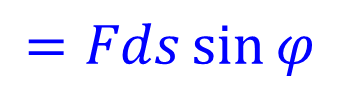 = Fds sin φ